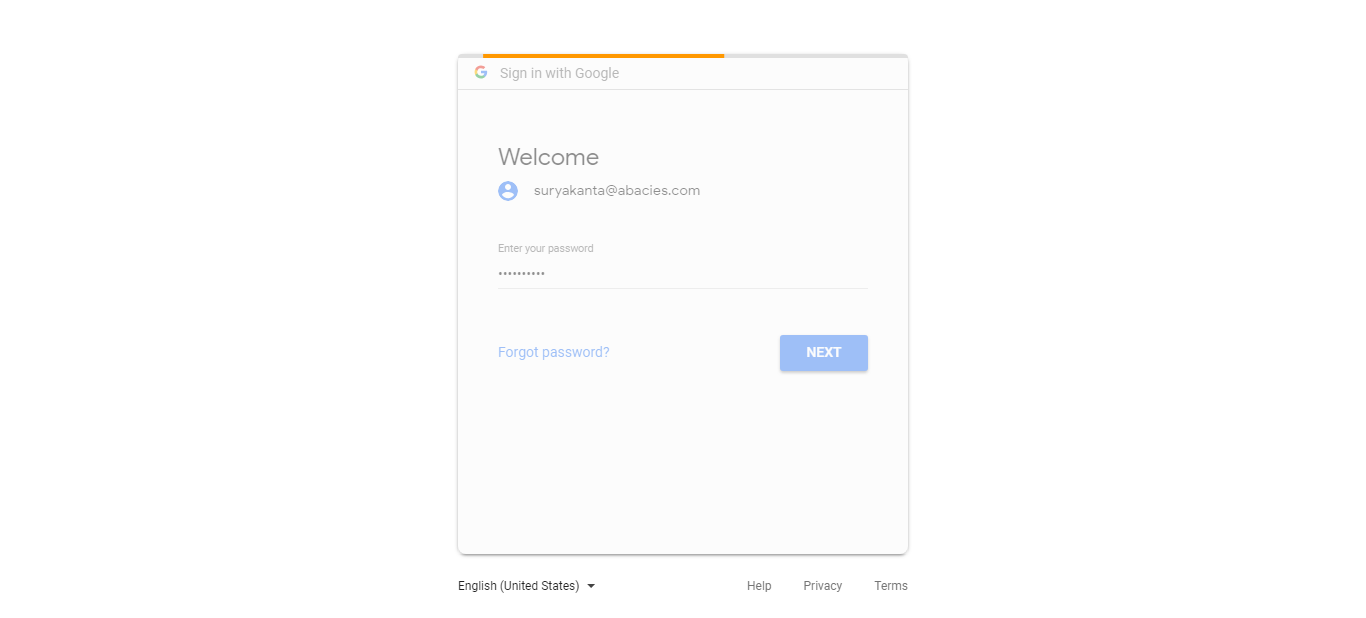 Sign in with Google
Welcome
suryakanta@abacies.com
Enter your password
••••••••••
Forgot password?
NEXT
English (United States)
Help Privacy Terms